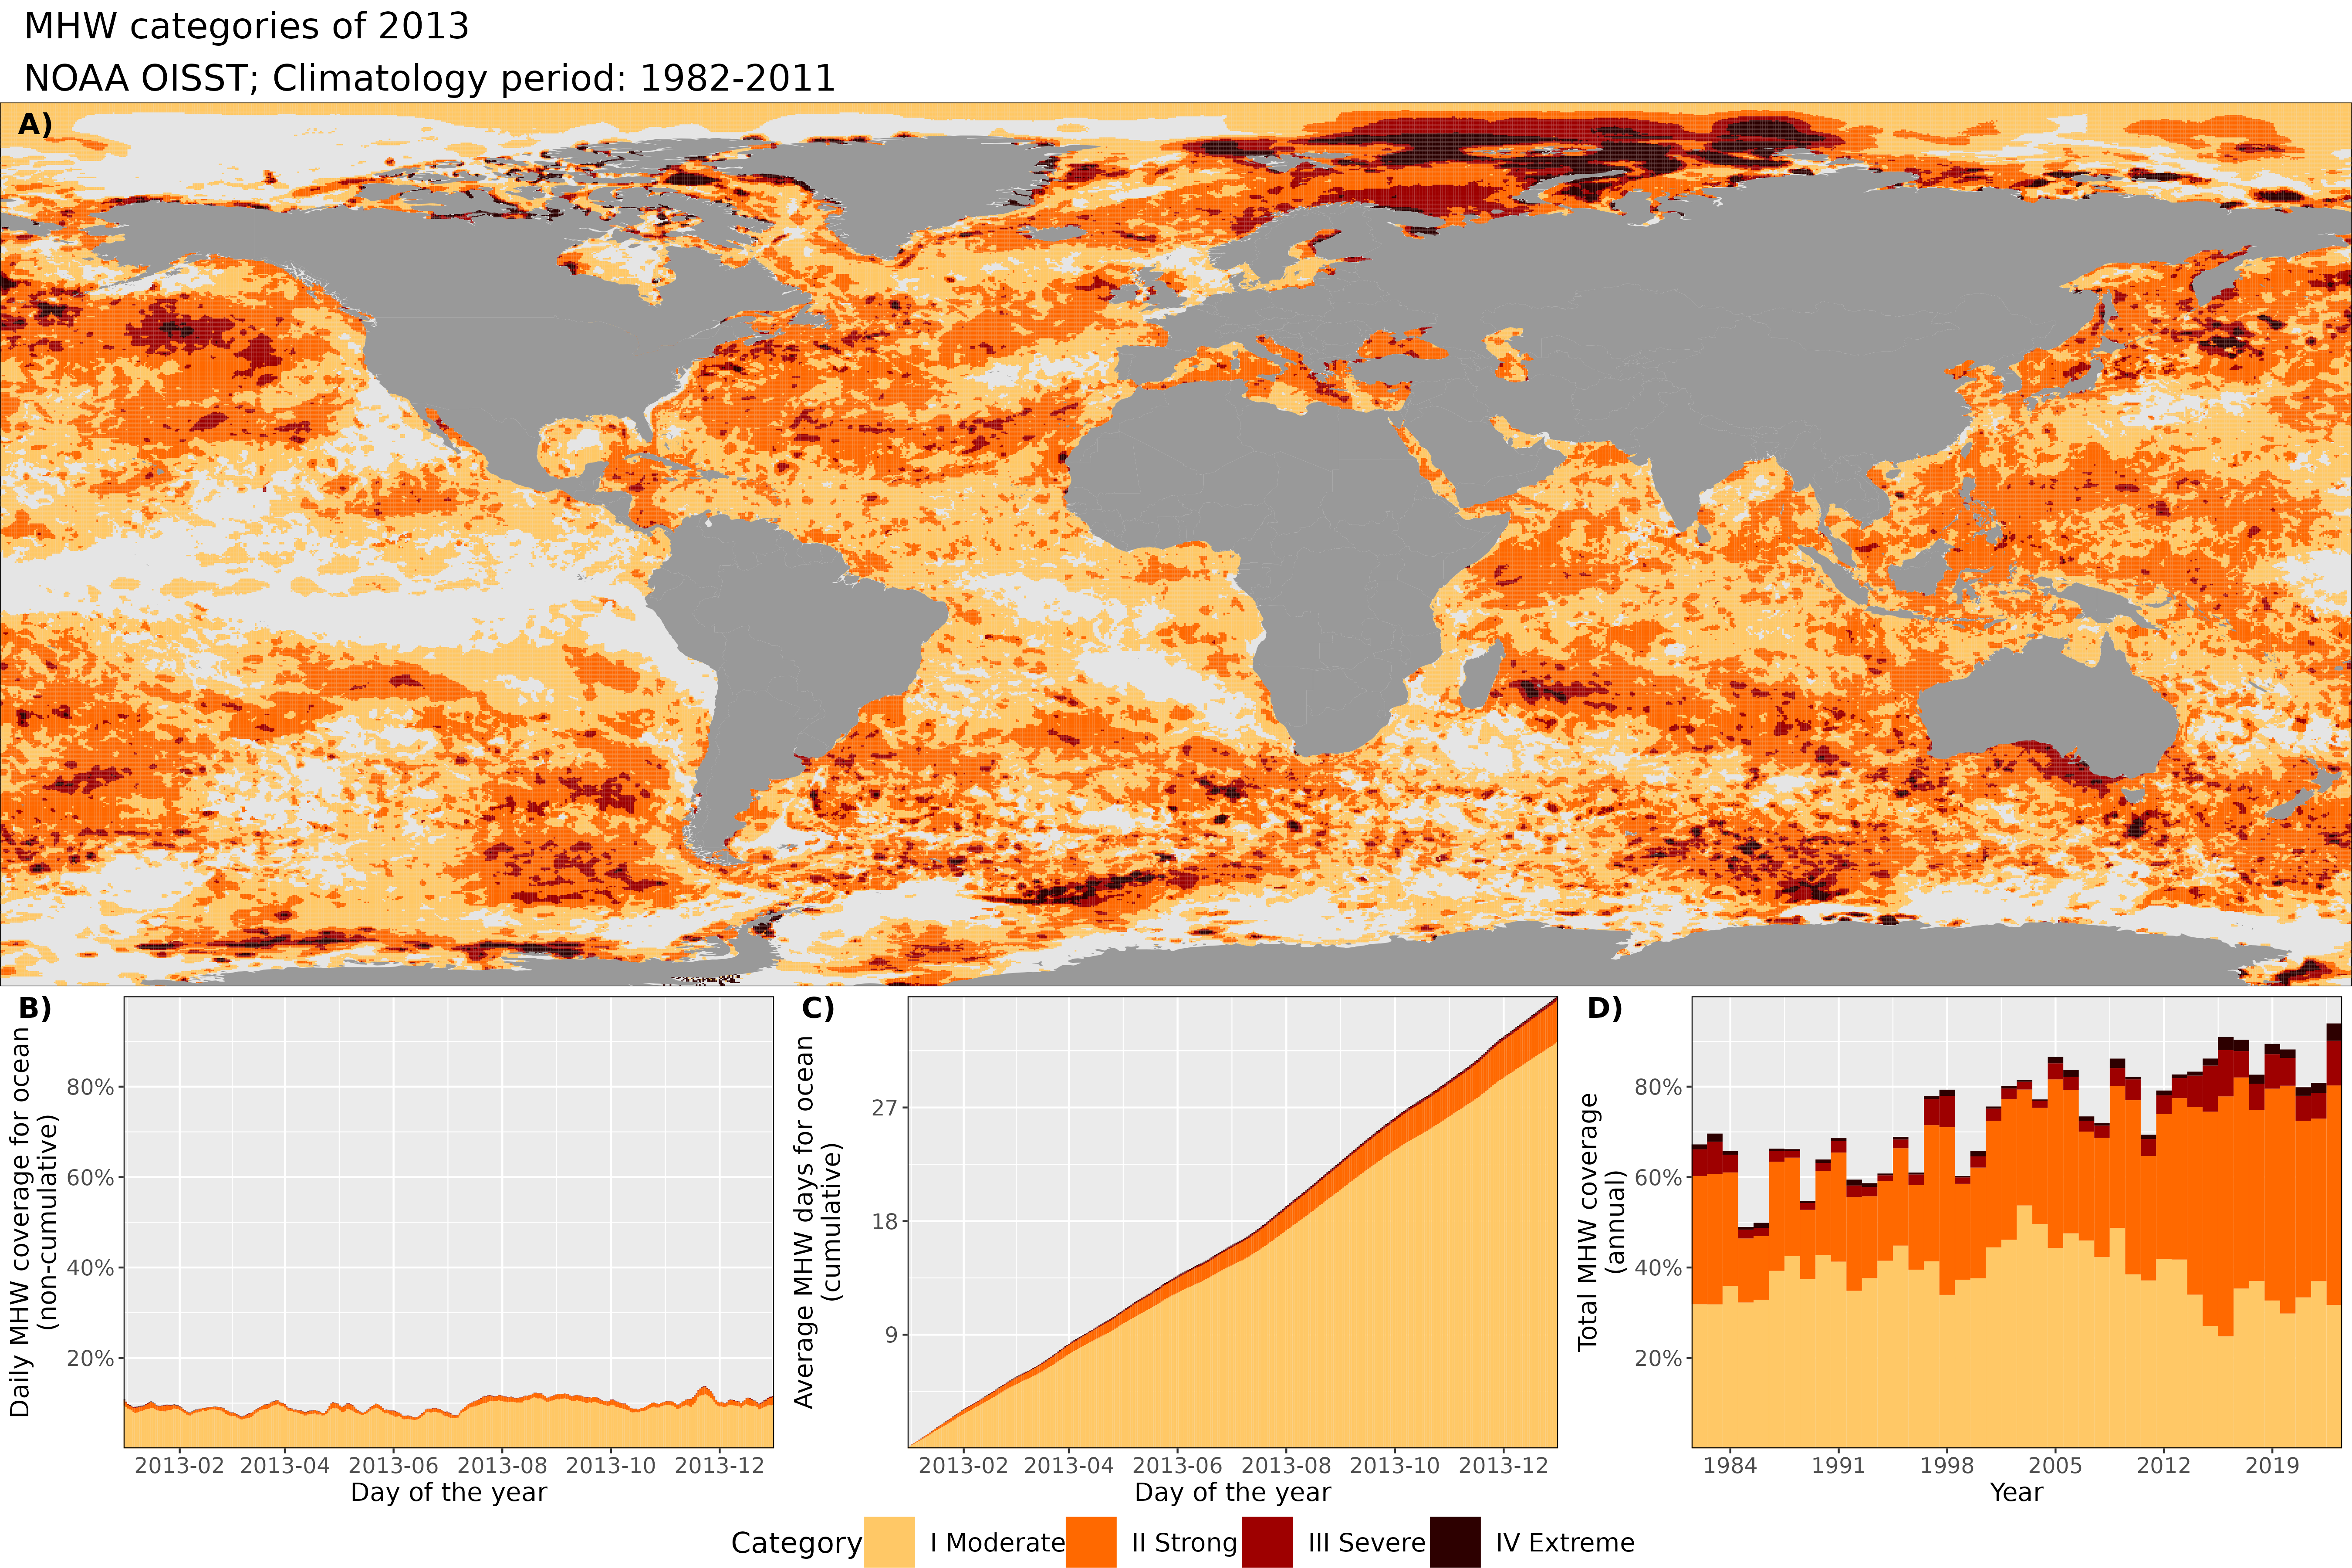 MHW categories of 2013
NOAA OISST; Climatology period: 1982-2011
A)
B)
Daily MHW coverage for ocean
(non-cumulative)
80%
60%
40%
20%
2013-02 2013-04 2013-06 2013-08 2013-10 2013-12
Day of the year
C)
Average MHW days for ocean
(cumulative)
27
18
9
2013-02 2013-04 2013-06 2013-08 2013-10 2013-12
Day of the year
D)
Total MHW coverage
(annual)
80%
60%
40%
20%
1984 1991 1998 2005 2012 2019
Year
Category I Moderate II Strong III Severe IV Extreme